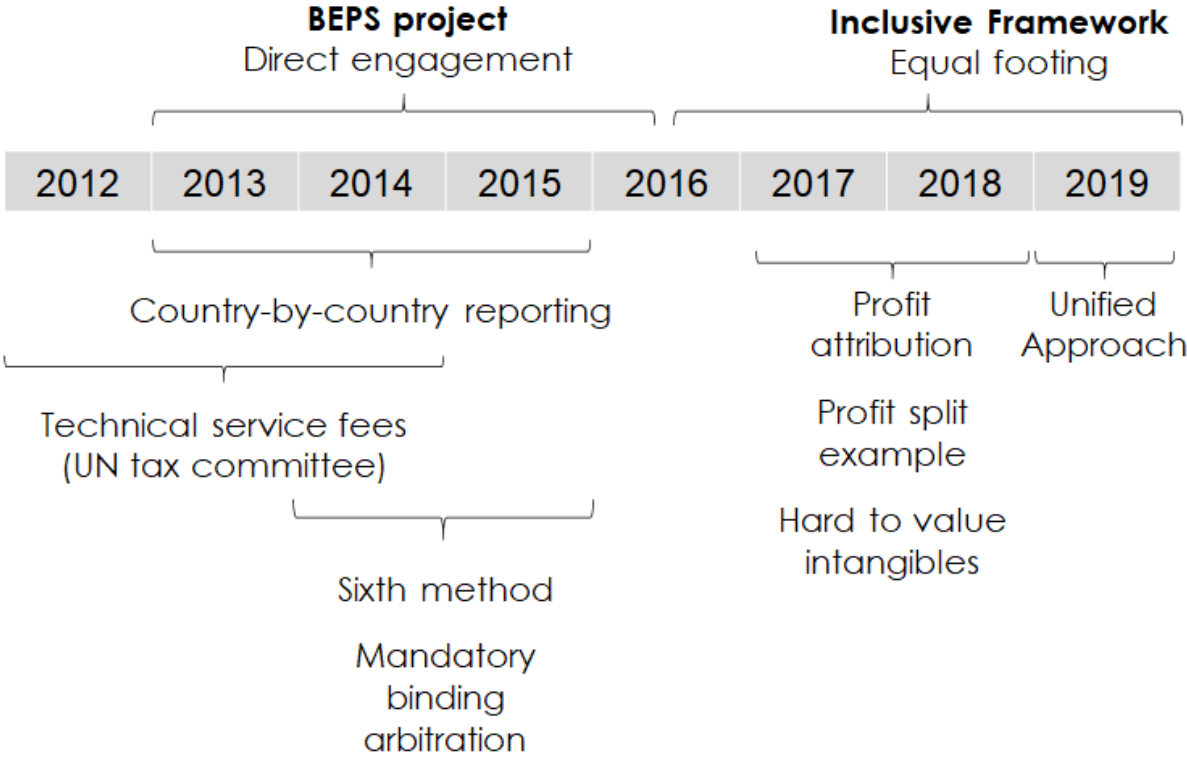 BEPS project
Direct engagement
Inclusive Framework
Equal footing
2012 2013 2014 2015 2016 2017 2018 2019
Country-by-country reporting
Technical service fees
(UN tax committee)
Sixth method
Mandatory
binding
arbitration
Profit
attribution
Profit split
example
Hard to value
intangibles
Unified
Approach